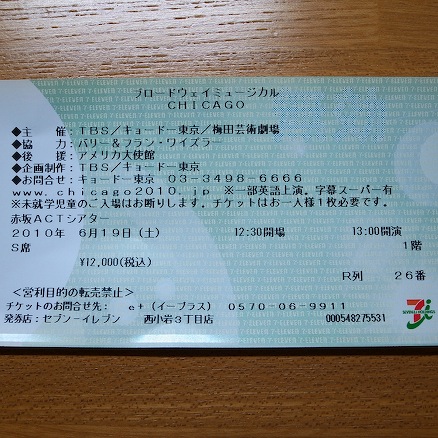 ブロードウェイミュージカル
CHICAGO
◆主　　催：TBS／キョードー東京／梅田芸術劇場
◆協　　力：バリー&フラン・ワイズラー
◆後　　援：アメリカ大使館
◆企画制作：TBS／キョードー東京
◆お問合せ：キョードー東京　03-3498-6666
www.chicago2010.jp　※一部英語上演。字幕スーパー有
※未就学児童のご入場はお断りします。チケットはお一人様1枚必要です。
赤坂ACTシアター
2010年　6月19日(土)　12:30開場　13:00開演
S席　1階
¥12,000(税込)
R列　26番
＜営利目的の転売禁止＞
チケットのお問合せ先：　e+(イープラス)　0570-06-9911
発券店：セブン-イレブン　西小岩3丁目店　000548275531
SEVEN & i HOLDINGS